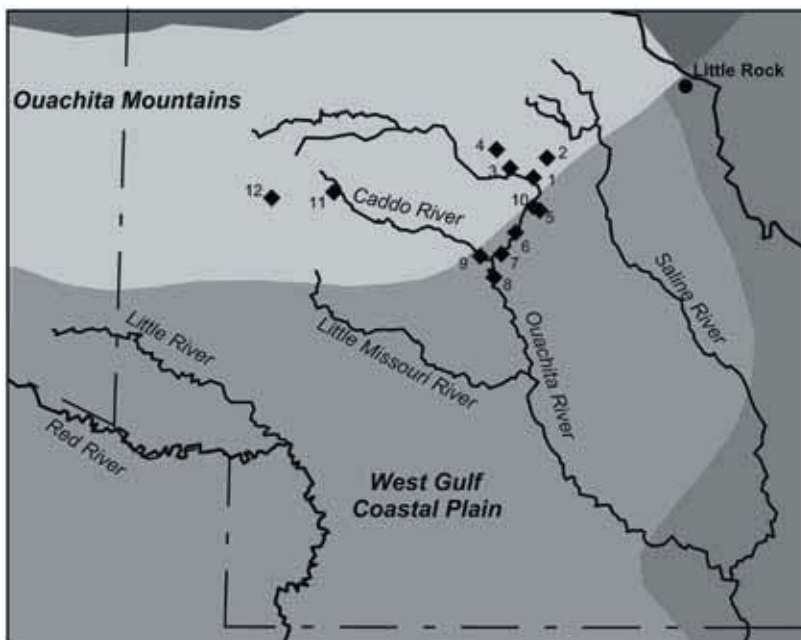 Little Rock
Ouachita Mountains
4
2
3
1
12
11
10
5
Caddo River
6
9
7
8
Saline River
Little River
Little Missouri River
Ouachita River
Red River
West Gulf
Coastal Plain